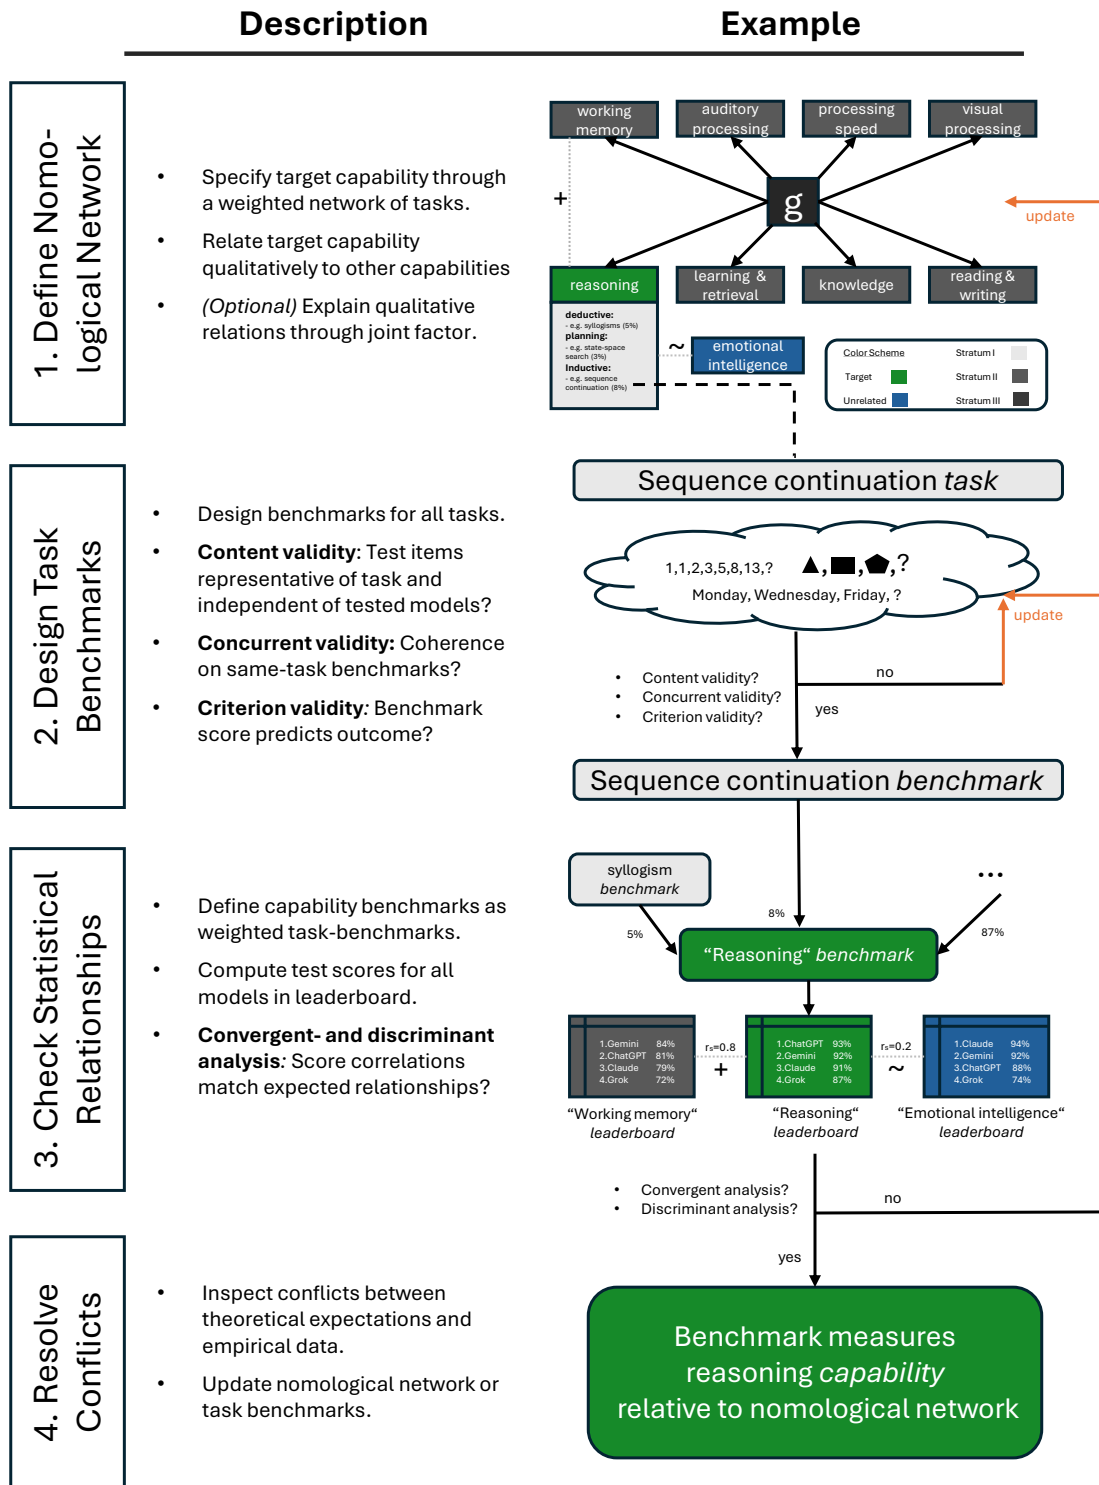 Description
Example
1. Define Nomo-
logical Network
• Specify target capability through
a weighted network of tasks.
• Relate target capability
qualitatively to other capabilities
• (Optional) Explain qualitative
relations through joint factor.
working
memory
auditory
processing
processing
speed
visual
processing
+
g
update
reasoning
learning &
retrieval
knowledge
reading &
writing
deductive:
- e.g. syllogisms (5%)
planning:
- e.g. state-space
search (3%)
Inductive:
- e.g. sequence
continuation (8%)
~
emotional
intelligence
Color Scheme
Target
Unrelated
Stratum I
Stratum II
Stratum III
2. Design Task
Benchmarks
• Design benchmarks for all tasks.
• Content validity: Test items
representative of task and
independent of tested models?
• Concurrent validity: Coherence
on same-task benchmarks?
• Criterion validity: Benchmark
score predicts outcome?
Sequence continuation task
1,1,2,3,5,8,13,?
▲,■,⬟,?
Monday, Wednesday, Friday, ?
update
• Content validity?
• Concurrent validity?
• Criterion validity?
no
yes
Sequence continuation benchmark
3. Check Statistical
Relationships
• Define capability benchmarks as
weighted task-benchmarks.
• Compute test scores for all
models in leaderboard.
• Convergent- and discriminant
analysis: Score correlations
match expected relationships?
syllogism
benchmark
...
5%
8%
87%
“Reasoning“ benchmark
1.Gemini 84%
2.ChatGPT 81%
3.Claude 79%
4.Grok 72%
rs=0.8
+
1.ChatGPT 93%
2.Gemini 92%
3.Claude 91%
4.Grok 87%
rs=0.2
~
1.Claude 94%
2.Gemini 92%
3.ChatGPT 88%
4.Grok 74%
“Working memory“
leaderboard
“Reasoning“
leaderboard
“Emotional intelligence“
leaderboard
• Convergent analysis?
• Discriminant analysis?
no
yes
4. Resolve
Conflicts
• Inspect conflicts between
theoretical expectations and
empirical data.
• Update nomological network or
task benchmarks.
Benchmark measures
reasoning capability
relative to nomological network